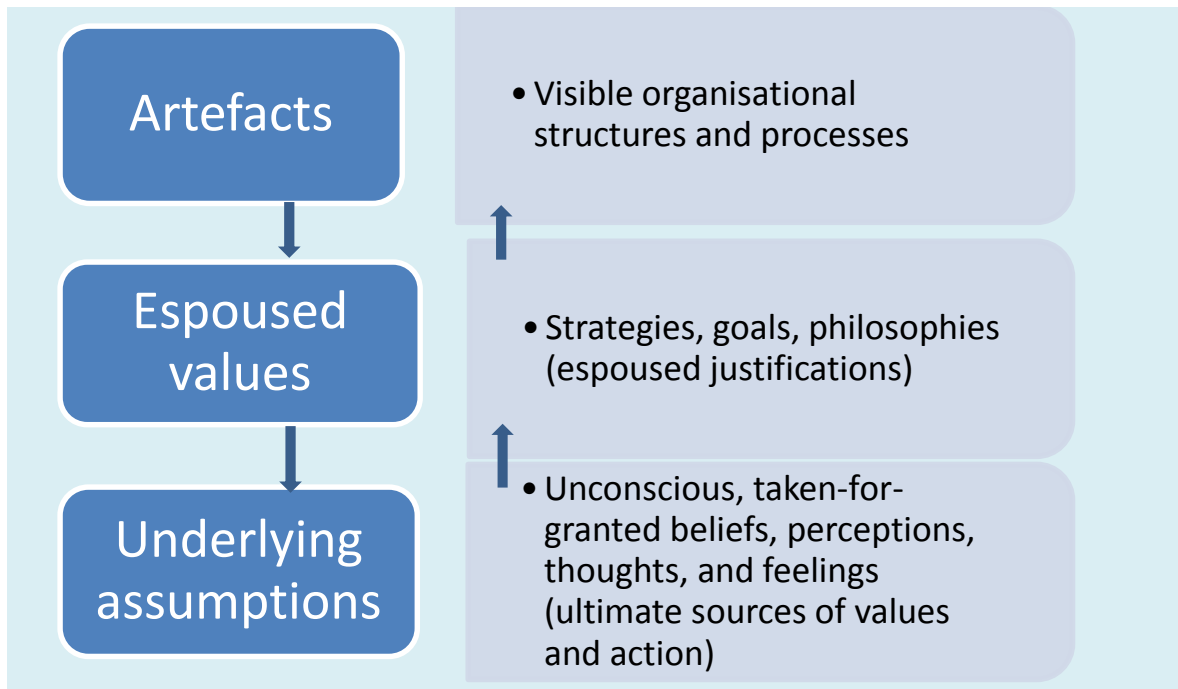 Artefacts
• Visible organisational
structures and processes
Espoused
values
• Strategies, goals, philosophies
(espoused justifications)
Underlying
assumptions
• Unconscious, taken-for-
granted beliefs, perceptions,
thoughts, and feelings
(ultimate sources of values
and action)